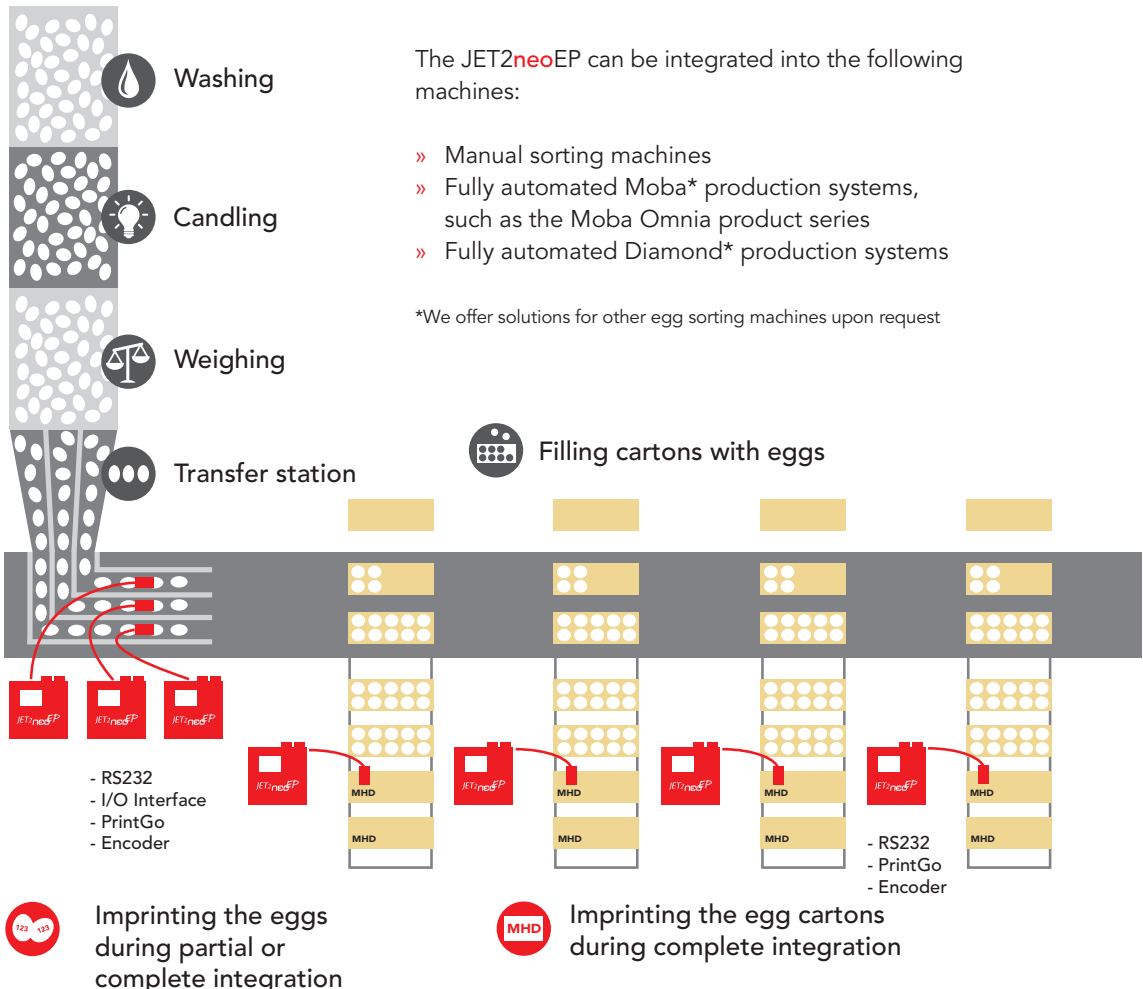 Washing
The JET2neoEP can be integrated into the following
machines:
» Manual sorting machines
» Fully automated Moba* production systems,
such as the Moba Omnia product series
» Fully automated Diamond* production systems
*We offer solutions for other egg sorting machines upon request
Candling
Weighing
Transfer station
Filling cartons with eggs
JET2neoEP
JET2neoEP
JET2neoEP
- RS232
- I/O Interface
- PrintGo
- Encoder
JET2neoEP
MHD
MHD
JET2neoEP
MHD
MHD
JET2neoEP
MHD
MHD
JET2neoEP
MHD
MHD
- RS232
- PrintGo
- Encoder
123 123
Imprinting the eggs
during partial or
complete integration
MHD
Imprinting the egg cartons
during complete integration